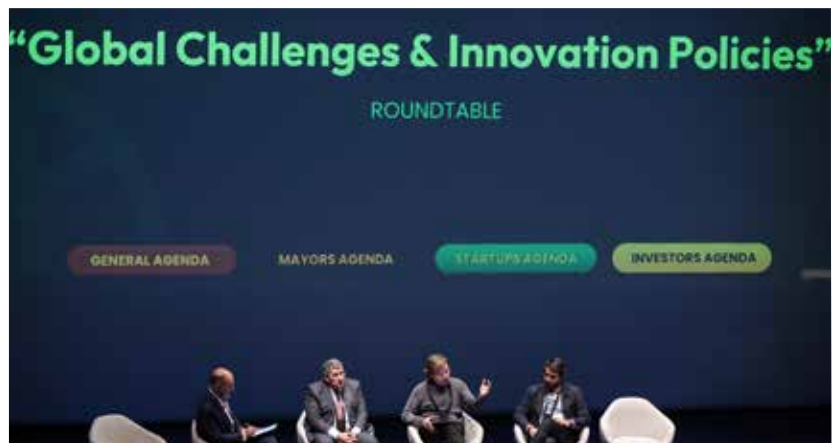 “Global Challenges & Innovation Policies”
ROUNDTABLE
GENERAL AGENDA
MAYORS AGENDA
STARTUPS AGENDA
INVESTORS AGENDA